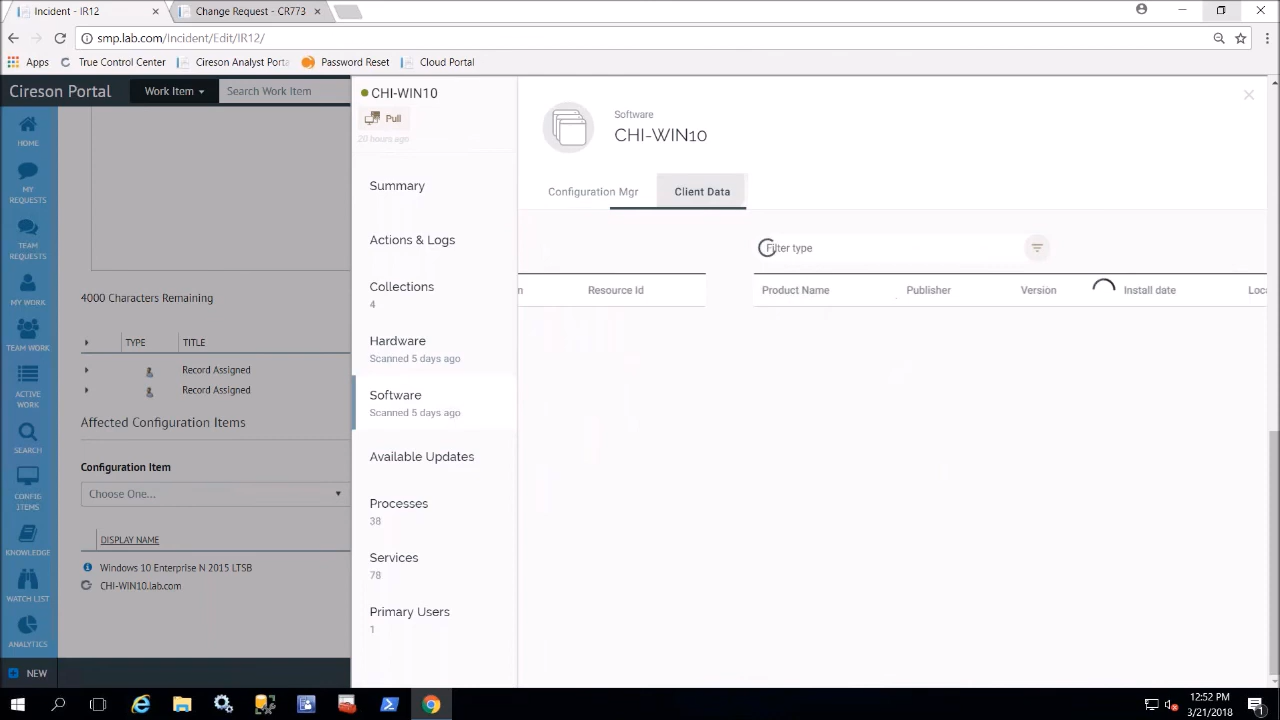 Incident - IR12
Change Request - CR773
smp.lab.com/Incident/Edit/IR12/
Apps
True Control Center
Cireson Analyst Porta
Password Reset
Cloud Portal
Cireson Portal
Work Item
Search Work Item
HOME
MY
REQUESTS
TEAM
REQUESTS
MY WORK
TEAM WORK
ACTIVE
WORK
SEARCH
CONFIG
ITEMS
KNOWLEDGE
WATCH LIST
ANALYTICS
NEW
4000 Characters Remaining
TYPE
TITLE
Record Assigned
Record Assigned
Affected Configuration Items
Configuration Item
Choose One...
DISPLAY NAME
Windows 10 Enterprise N 2015 LTSB
CHI-WIN10.lab.com
CHI-WIN10
Pull
20 hours ago
Summary
Actions & Logs
Collections
4
Hardware
Scanned 5 days ago
Software
Scanned 5 days ago
Available Updates
Processes
38
Services
78
Primary Users
1
Software
CHI-WIN10
Configuration Mgr
Client Data
Filter type
n
Resource Id
Product Name
Publisher
Version
Install date
Loca
12:52 PM
3/21/2018
1